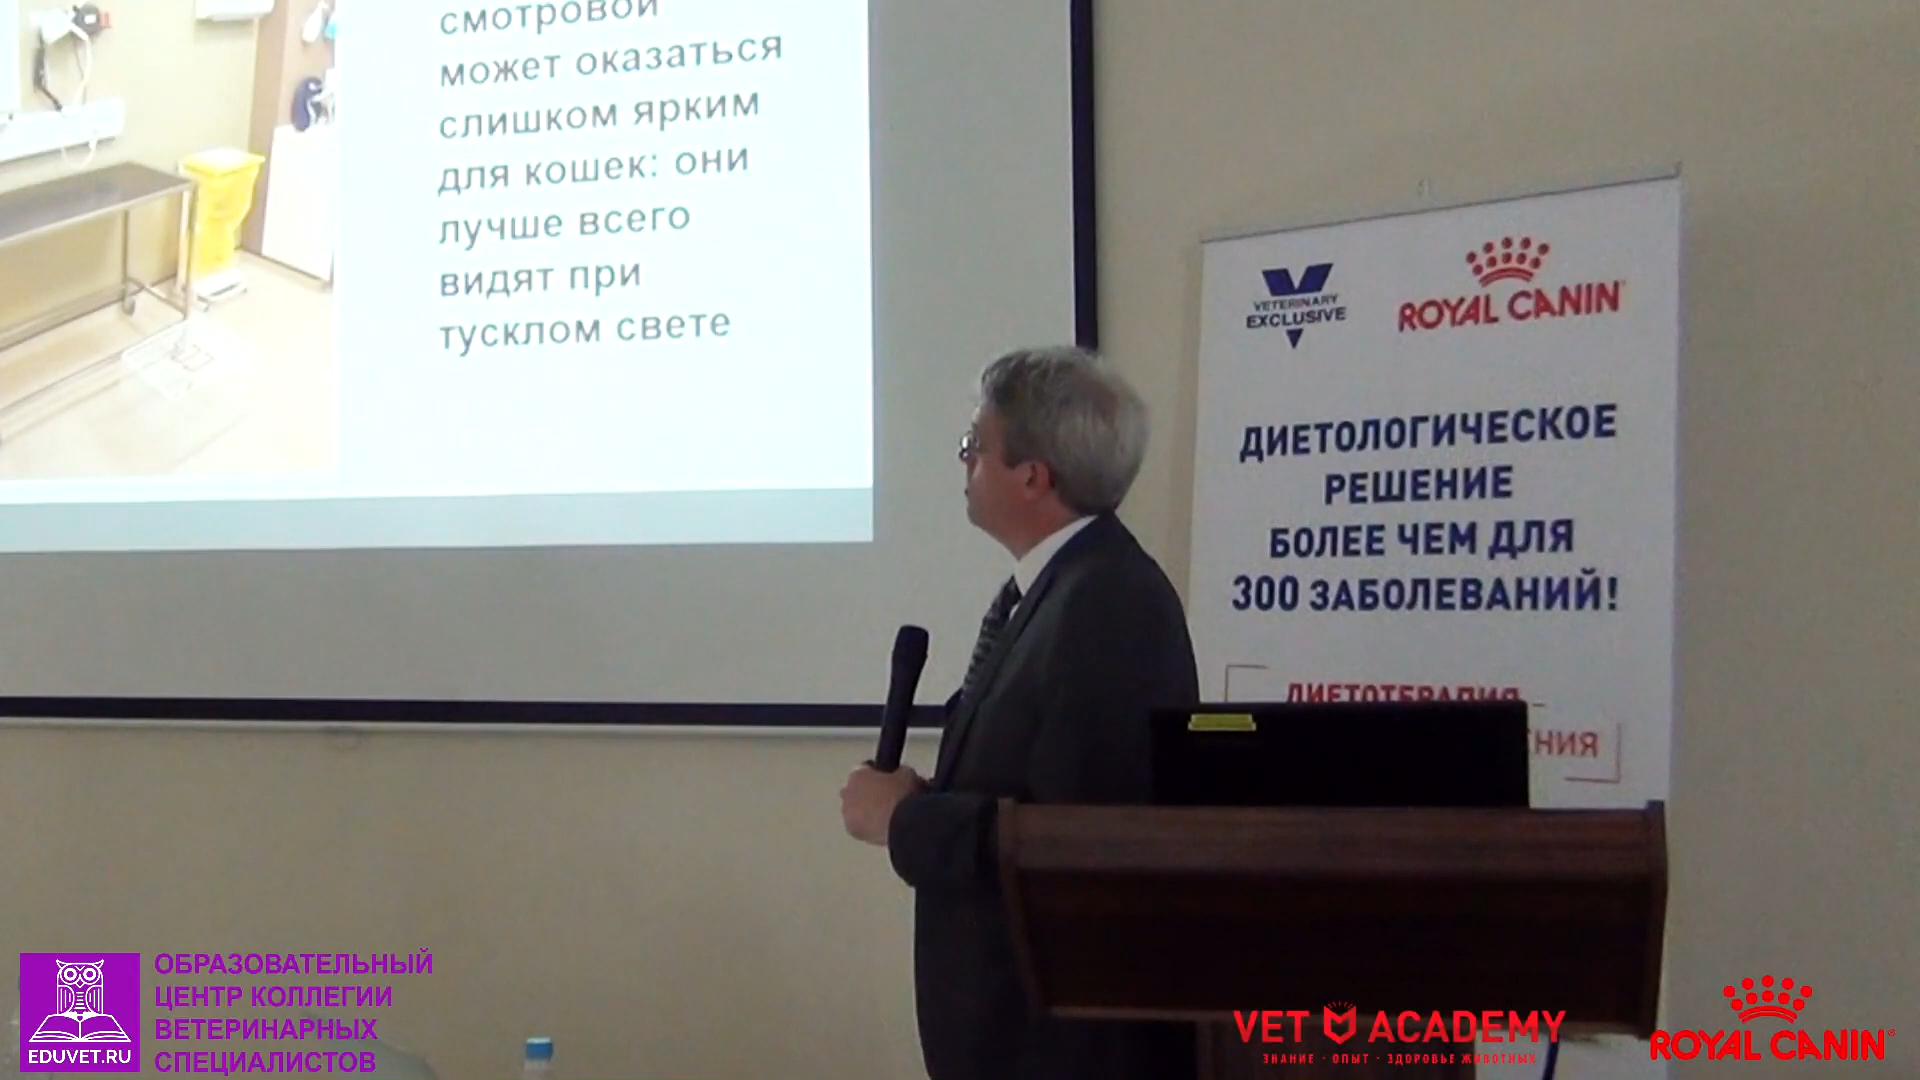 смотровой
может оказаться
слишком ярким
для кошек: они
лучше всего
видят при
тусклом свете
VETERINARY
EXCLUSIVE
ROYAL CANIN
ДИЕТОЛОГИЧЕСКОЕ
РЕШЕНИЕ
БОЛЕЕ ЧЕМ ДЛЯ
300 ЗАБОЛЕВАНИЙ!
ДИЕТОТЕРАПИЯ
ОБРАЗОВАТЕЛЬНЫЙ
ЦЕНТР КОЛЛЕГИИ
ВЕТЕРИНАРНЫХ
СПЕЦИАЛИСТОВ
EDUVET.RU
VET ACADEMY
ЗНАНИЕ · ОПЫТ · ЗДОРОВЬЕ ЖИВОТНЫХ
ROYAL CANIN